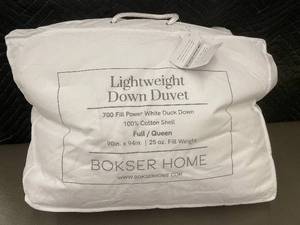 Lightweight
Down Duvet
700 Fill Power White Duck Down
100% Cotton Shell
Full / Queen
90in. x 94in. | 25 oz. Fill Weight
BOKSER HOME
WWW.BOKSERHOME.COM